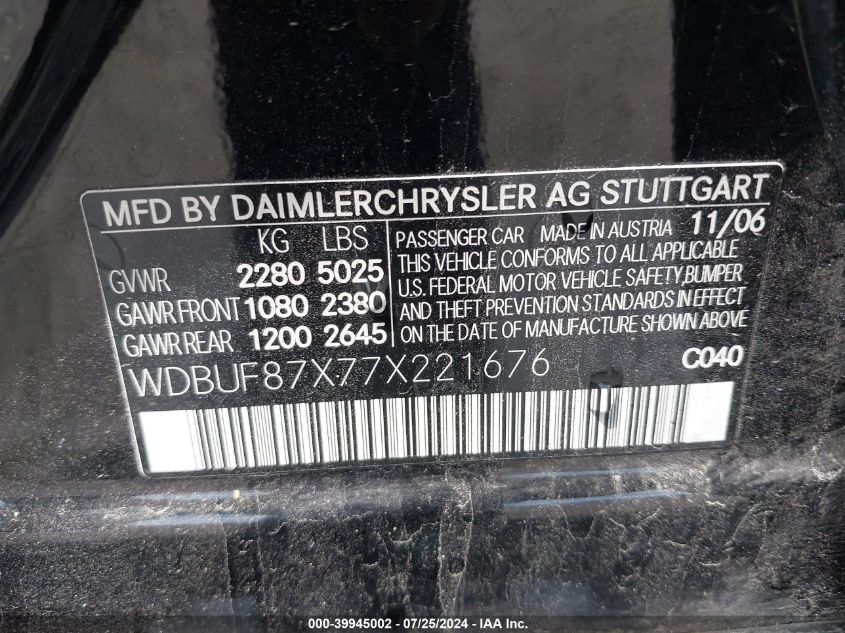 MFD BY DAIMLERCHRYSLER AG STUTTGART
KG LBS
GVWR 2280 5025
GAWR FRONT 1080 2380
GAWR REAR 1200 2645
PASSENGER CAR MADE IN AUSTRIA 11/06
THIS VEHICLE CONFORMS TO ALL APPLICABLE
U.S. FEDERAL MOTOR VEHICLE SAFETY,BUMPER
AND THEFT PREVENTION STANDARDS IN EFFECT
ON THE DATE OF MANUFACTURE SHOWN ABOVE
WDBUF87X77X221676 C040
000-39945002 - 07/25/2024 - IAA Inc.